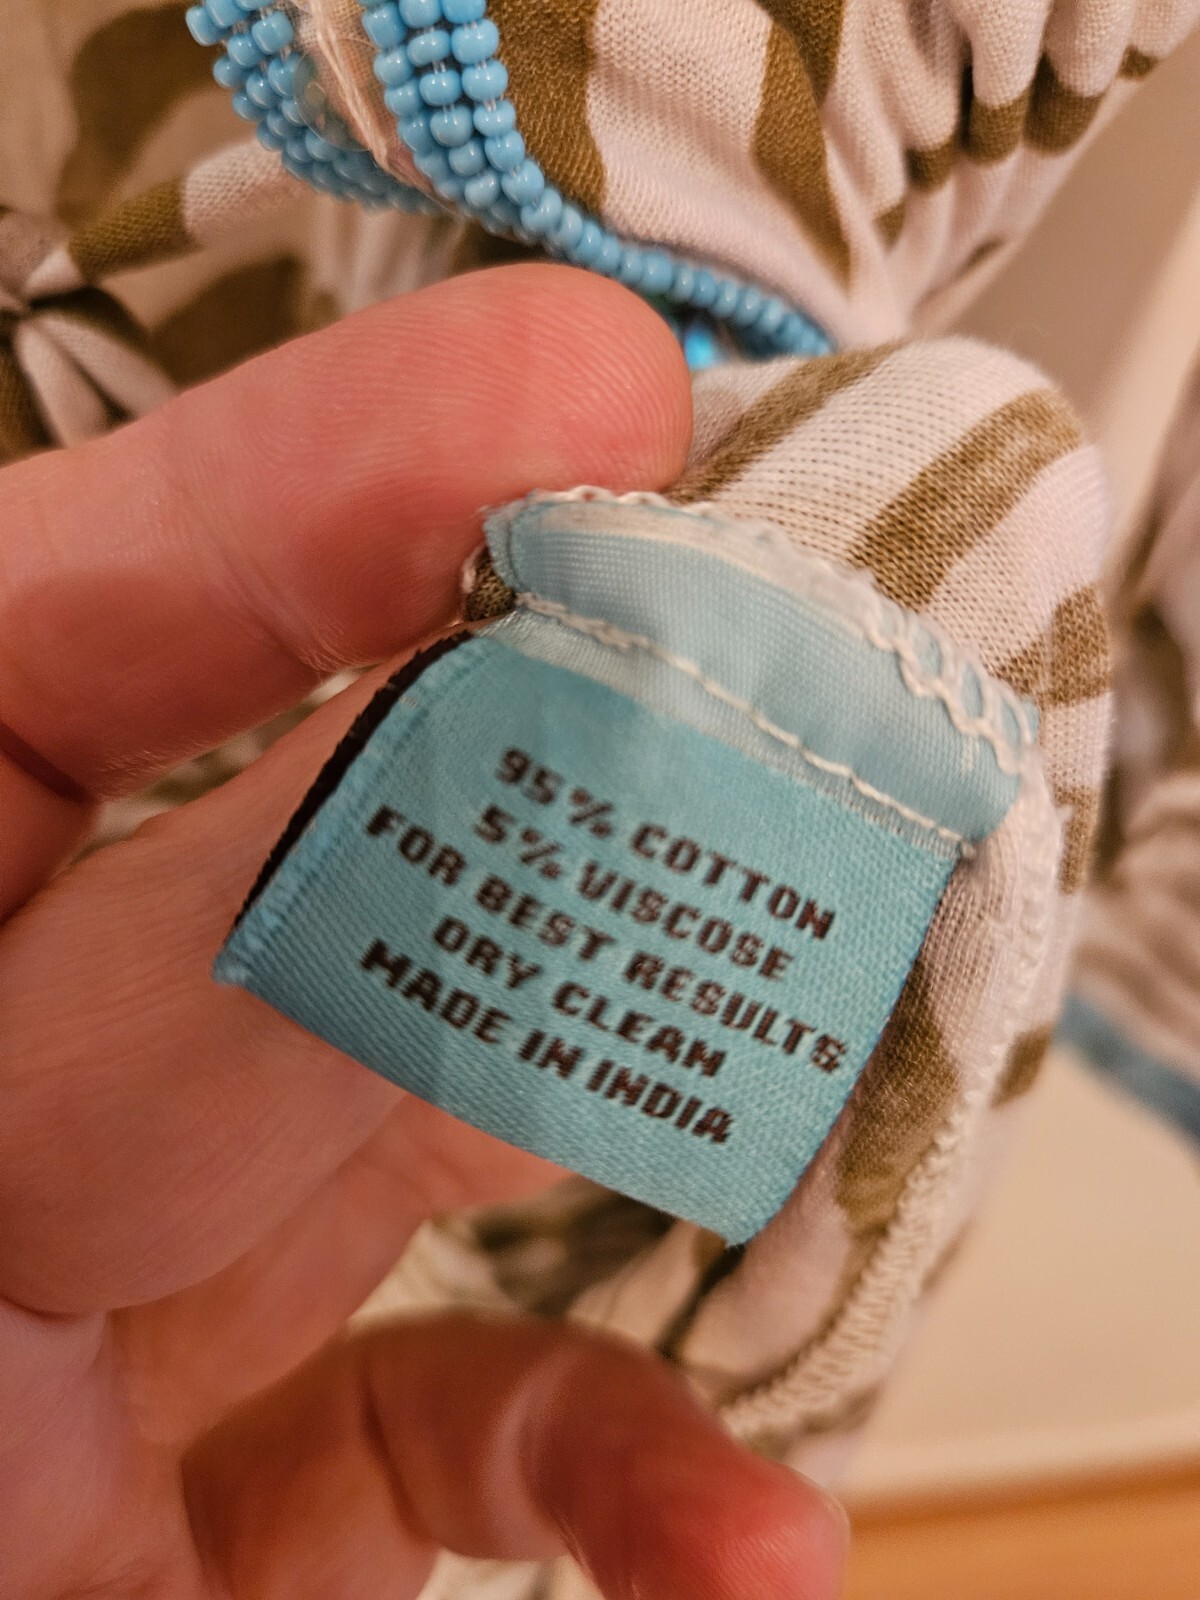 95% COTTON
5% VISCOSE
FOR BEST RESULTS
DRY CLEAN
MADE IN INDIA